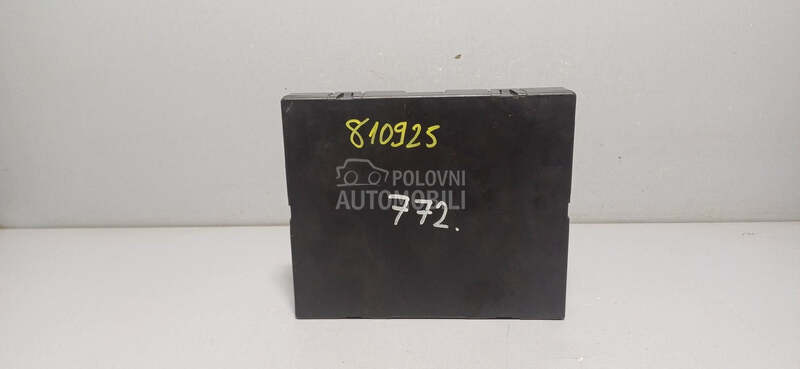 810925
POLOVNI
AUTOMOBILI
772.